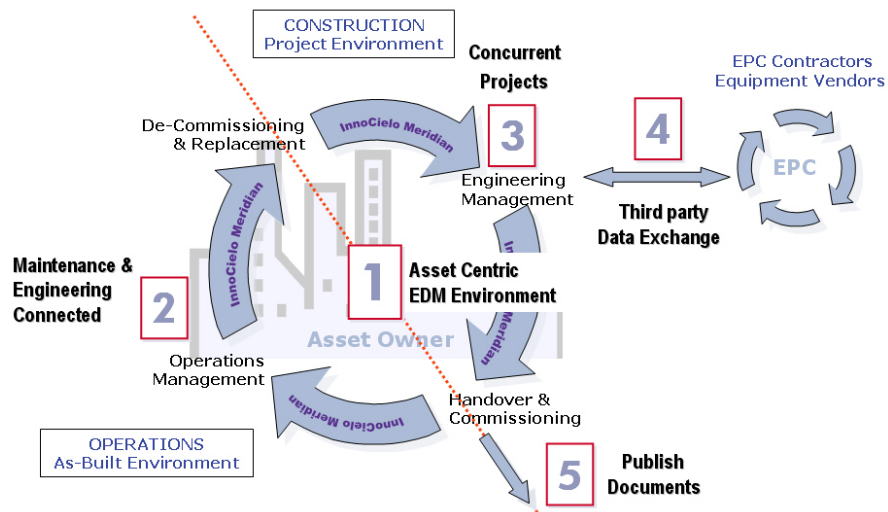 CONSTRUCTION
Project Environment
Concurrent
Projects
EPC Contractors
Equipment Vendors
De-Commissioning
& Replacement
InnoCielo Meridian
3
4
EPC
Engineering
Management
Third party
Data Exchange
InnoCielo Meridian
Maintenance &
Engineering
Connected
2
1
Asset Centric
EDM Environment
Inn
Meridian
Asset Owner
Operations
Management
InnoCielo Meridian
Handover &
Commissioning
OPERATIONS
As-Built Environment
5
Publish
Documents